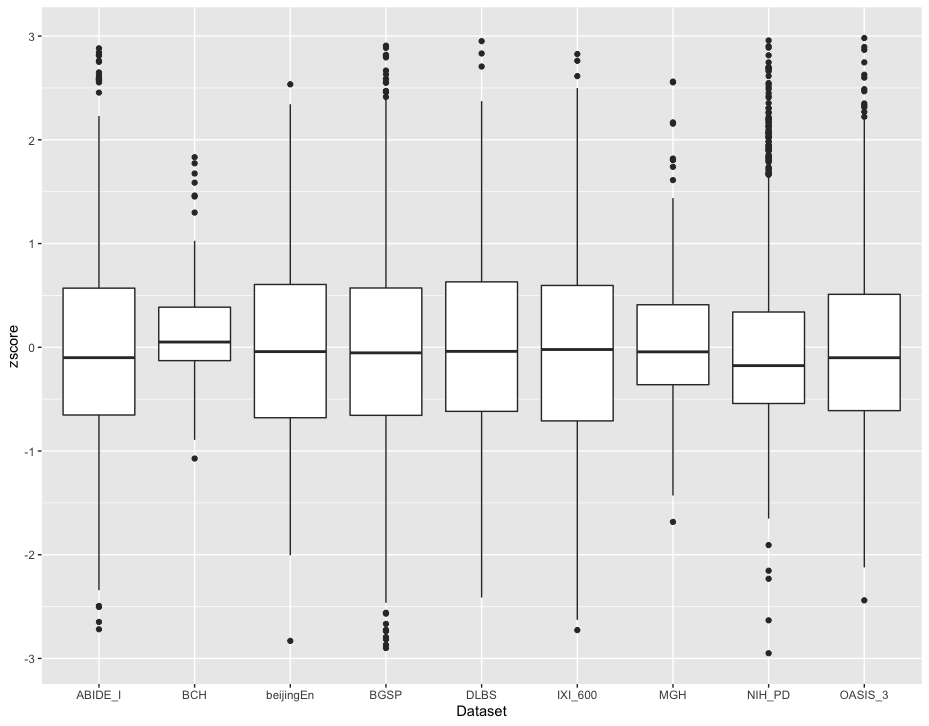 3
2
1
0
-1
-2
-3
zscore
ABIDE_I BCH beijingEn BGSP DLBS IXI_600 MGH NIH_PD OASIS_3
Dataset